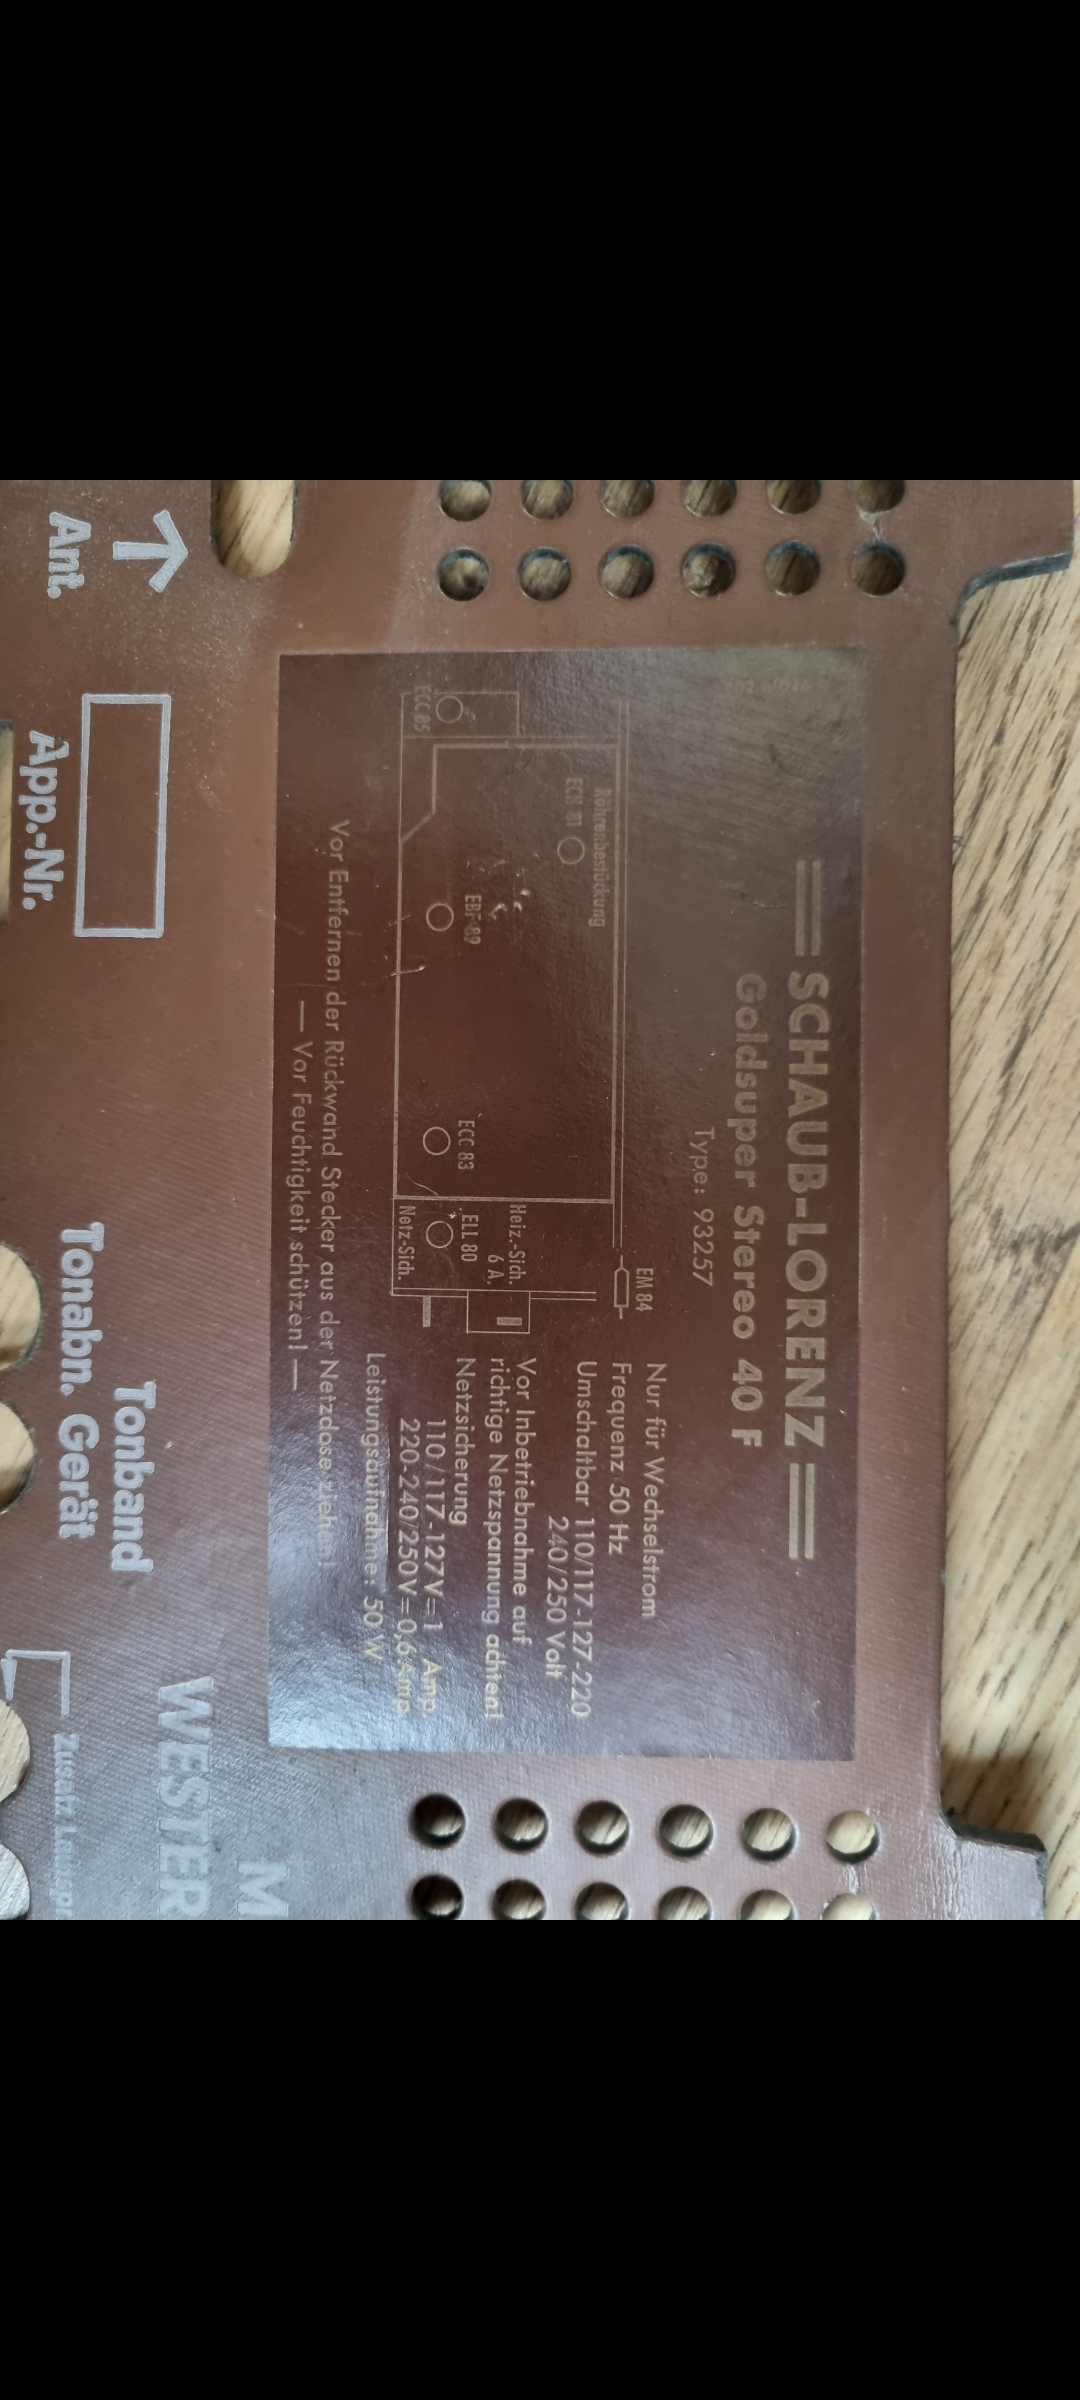 SCHAUB-LORENZ
Goldsuper Stereo 40 F
Type: 93257
EM 84
Nur für Wechselstrom
Frequenz 50 Hz
Umschaltbar 110/117-127-220
240/250 Volt
Vor Inbetriebnahme auf
richtige Netzspannung achten!
Netzsicherung
110/117-127V=1 Amp.
220-240/250V=0,6Amp.
Leistungsaufnahme: 50 W
Röhrenbestückung
ECH 81
Heiz.-Sich.
6 A.
EBF 89
ECC 83
ELL 80
ECC 85
Netz-Sich.
Vor Entfernen der Rückwand Stecker aus der Netzdose ziehen!
— Vor Feuchtigkeit schützen! —
Ant.
App.-Nr.
Tonband
Tonabn. Gerät
M
WESTER
Zusatz Lautspr